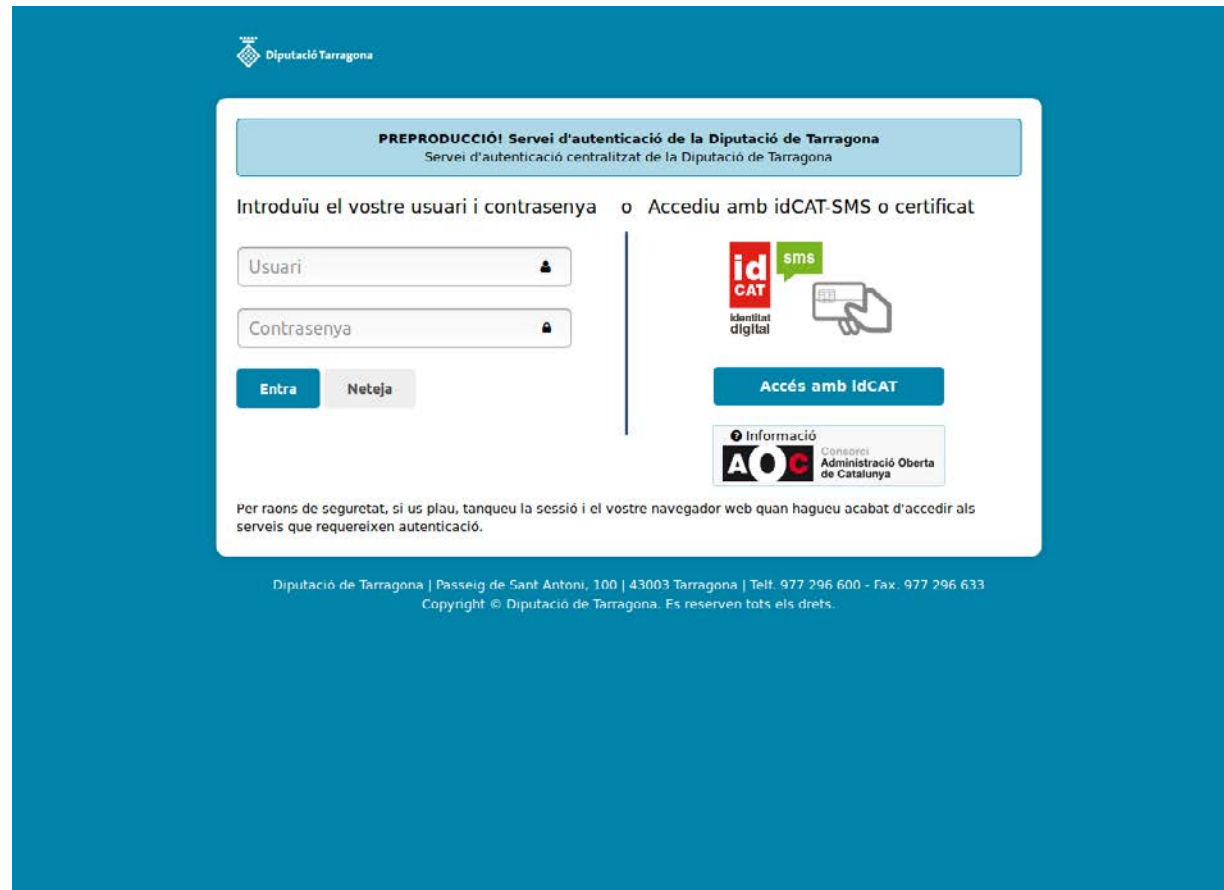 Diputació Tarragona
PREPRODUCCIÓ! Servei d'autenticació de la Diputació de Tarragona
Servei d'autenticació centralitzat de la Diputació de Tarragona
Introduïu el vostre usuari i contrasenya
o
Accediu amb idCAT-SMS o certificat
Usuari
Contrasenya
Entra
Neteja
id
CAT
sms
identitat
digital
Accés amb idCAT
Informació
AOC
Consorci
Administració Oberta
de Catalunya
Per raons de seguretat, si us plau, tanqueu la sessió i el vostre navegador web quan hagueu acabat d'accedir als
serveis que requereixen autenticació.
Diputació de Tarragona | Passeig de Sant Antoni, 100 | 43003 Tarragona | Telf. 977 296 600 - Fax. 977 296 633
Copyright © Diputació de Tarragona. Es reserven tots els drets.